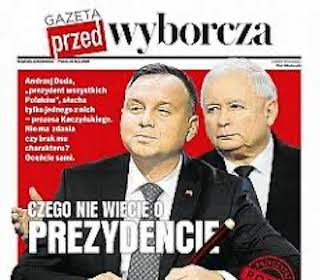 GAZETA
przed wyborcza
Andrzej Duda,
„prezydent wszystkich
Polaków”, słucha
tylko jednego z nich
– prezesa Kaczyńskiego.
Nie ma zdania
czy brak mu
charakteru?
Oceńcie sami.
CZEGO NIE WIECIE O
PREZYDENCIE